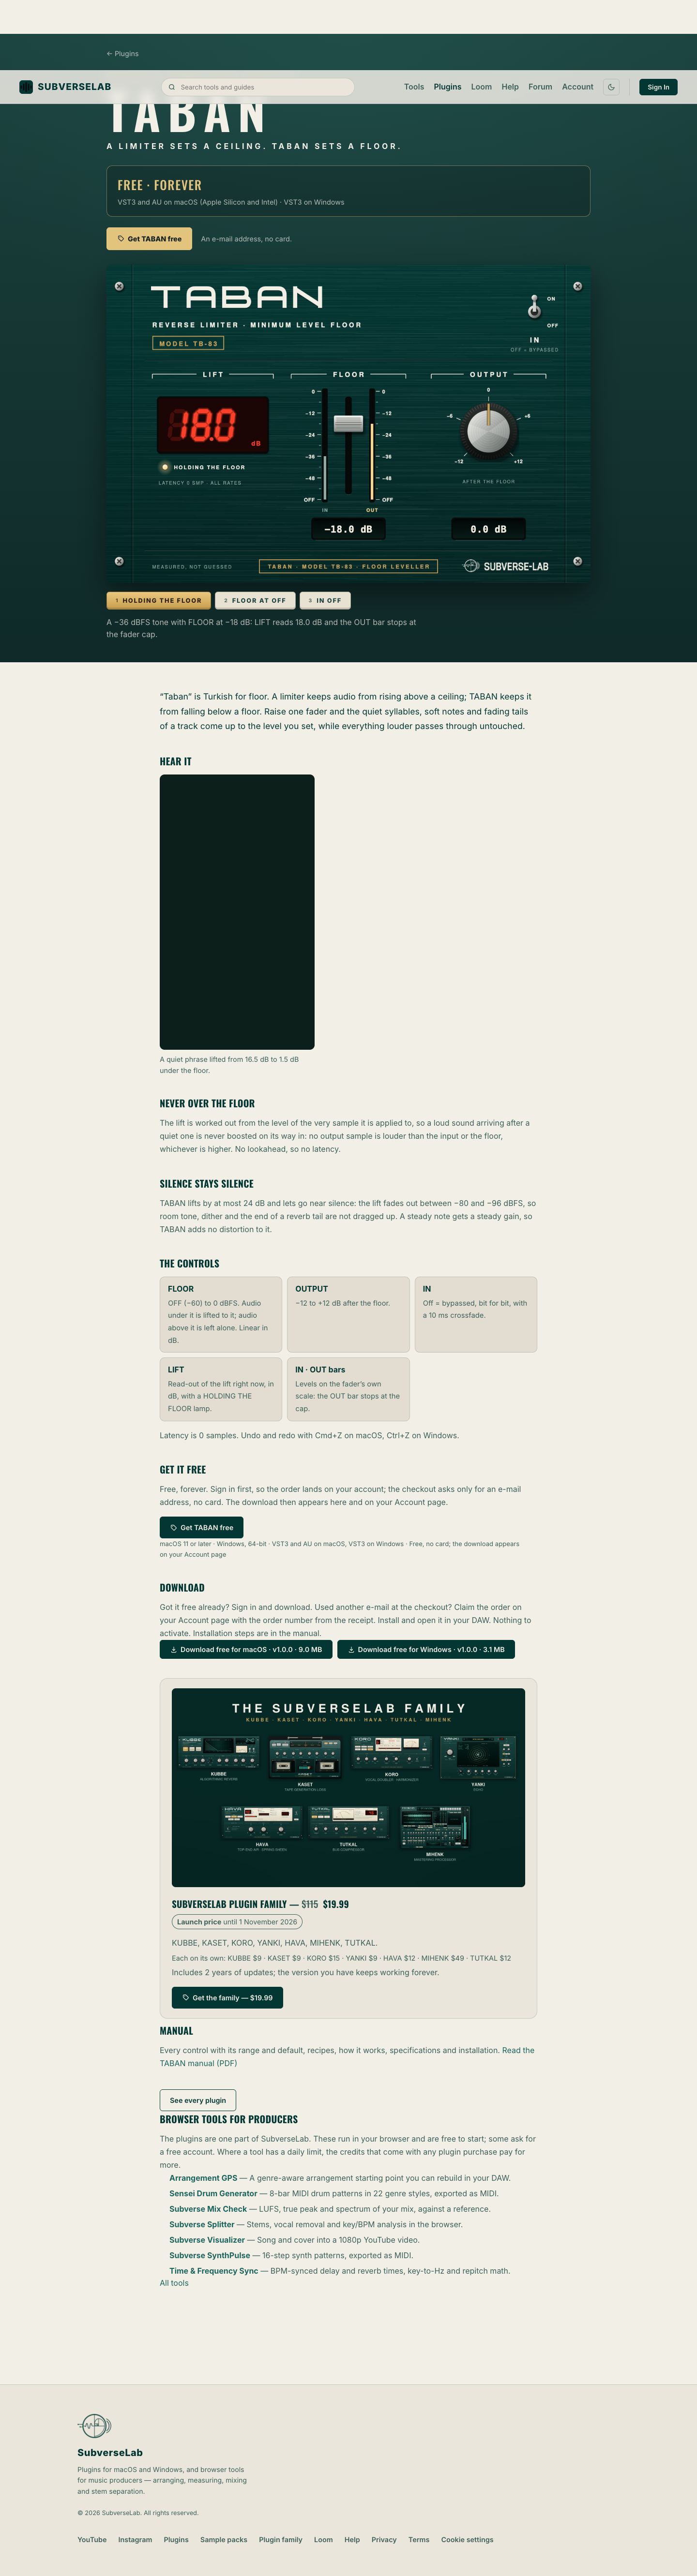 ← Plugins
SUBVERSELAB
Search tools and guides
Tools
Plugins
Loom
Help
Forum
Account
Sign In
TABAN
A LIMITER SETS A CEILING. TABAN SETS A FLOOR.
FREE · FOREVER
VST3 and AU on macOS (Apple Silicon and Intel) · VST3 on Windows
Get TABAN free
An e-mail address, no card.
TABAN
REVERSE LIMITER · MINIMUM LEVEL FLOOR
MODEL TB-83
ON
OFF
IN
OFF = BYPASSED
LIFT
FLOOR
OUTPUT
18.0
dB
HOLDING THE FLOOR
LATENCY 0 SMP · ALL RATES
0
0
−12
−12
−24
−24
−36
−36
−48
−48
OFF
OFF
IN
OUT
−18.0 dB
0
−6
+6
−12
+12
AFTER THE FLOOR
0.0 dB
MEASURED, NOT GUESSED
TABAN · MODEL TB-83 · FLOOR LEVELLER
SUBVERSE-LAB
1 HOLDING THE FLOOR
2 FLOOR AT OFF
3 IN OFF
A −36 dBFS tone with FLOOR at −18 dB: LIFT reads 18.0 dB and the OUT bar stops at
the fader cap.
“Taban” is Turkish for floor. A limiter keeps audio from rising above a ceiling; TABAN keeps it
from falling below a floor. Raise one fader and the quiet syllables, soft notes and fading tails
of a track come up to the level you set, while everything louder passes through untouched.
HEAR IT
A quiet phrase lifted from 16.5 dB to 1.5 dB
under the floor.
NEVER OVER THE FLOOR
The lift is worked out from the level of the very sample it is applied to, so a loud sound arriving after a
quiet one is never boosted on its way in: no output sample is louder than the input or the floor,
whichever is higher. No lookahead, so no latency.
SILENCE STAYS SILENCE
TABAN lifts by at most 24 dB and lets go near silence: the lift fades out between −80 and −96 dBFS, so
room tone, dither and the end of a reverb tail are not dragged up. A steady note gets a steady gain, so
TABAN adds no distortion to it.
THE CONTROLS
FLOOR
OFF (−60) to 0 dBFS. Audio
under it is lifted to it; audio
above it is left alone. Linear in
dB.
OUTPUT
−12 to +12 dB after the floor.
IN
Off = bypassed, bit for bit, with
a 10 ms crossfade.
LIFT
Read-out of the lift right now, in
dB, with a HOLDING THE
FLOOR lamp.
IN · OUT bars
Levels on the fader’s own
scale: the OUT bar stops at the
cap.
Latency is 0 samples. Undo and redo with Cmd+Z on macOS, Ctrl+Z on Windows.
GET IT FREE
Free, forever. Sign in first, so the order lands on your account; the checkout asks only for an e-mail
address, no card. The download then appears here and on your Account page.
Get TABAN free
macOS 11 or later · Windows, 64-bit · VST3 and AU on macOS, VST3 on Windows · Free, no card; the download appears
on your Account page
DOWNLOAD
Got it free already? Sign in and download. Used another e-mail at the checkout? Claim the order on
your Account page with the order number from the receipt. Install and open it in your DAW. Nothing to
activate. Installation steps are in the manual.
Download free for macOS · v1.0.0 · 9.0 MB
Download free for Windows · v1.0.0 · 3.1 MB
THE SUBVERSELAB FAMILY
KUBBE · KASET · KORO · YANKI · HAVA · TUTKAL · MIHENK
KUBBE
KASET
KORO
YANKI
HAVA
TUTKAL
BUS COMPRESSOR
MIHENK
MASTERING PROCESSOR
SUBVERSELAB PLUGIN FAMILY — $115 $19.99
Launch price until 1 November 2026
KUBBE, KASET, KORO, YANKI, HAVA, MIHENK, TUTKAL.
Each on its own: KUBBE $9 · KASET $9 · KORO $15 · YANKI $9 · HAVA $12 · MIHENK $49 · TUTKAL $12
Includes 2 years of updates; the version you have keeps working forever.
Get the family — $19.99
MANUAL
Every control with its range and default, recipes, how it works, specifications and installation. Read the
TABAN manual (PDF)
See every plugin
BROWSER TOOLS FOR PRODUCERS
The plugins are one part of SubverseLab. These run in your browser and are free to start; some ask for
a free account. Where a tool has a daily limit, the credits that come with any plugin purchase pay for
more.
Arrangement GPS — A genre-aware arrangement starting point you can rebuild in your DAW.
Sensei Drum Generator — 8-bar MIDI drum patterns in 22 genre styles, exported as MIDI.
Subverse Mix Check — LUFS, true peak and spectrum of your mix, against a reference.
Subverse Splitter — Stems, vocal removal and key/BPM analysis in the browser.
Subverse Visualizer — Song and cover into a 1080p YouTube video.
Subverse SynthPulse — 16-step synth patterns, exported as MIDI.
Time & Frequency Sync — BPM-synced delay and reverb times, key-to-Hz and repitch math.
All tools
SubverseLab
Plugins for macOS and Windows, and browser tools
for music producers — arranging, measuring, mixing
and stem separation.
© 2026 SubverseLab. All rights reserved.
YouTube
Instagram
Plugins
Sample packs
Plugin family
Loom
Help
Privacy
Terms
Cookie settings